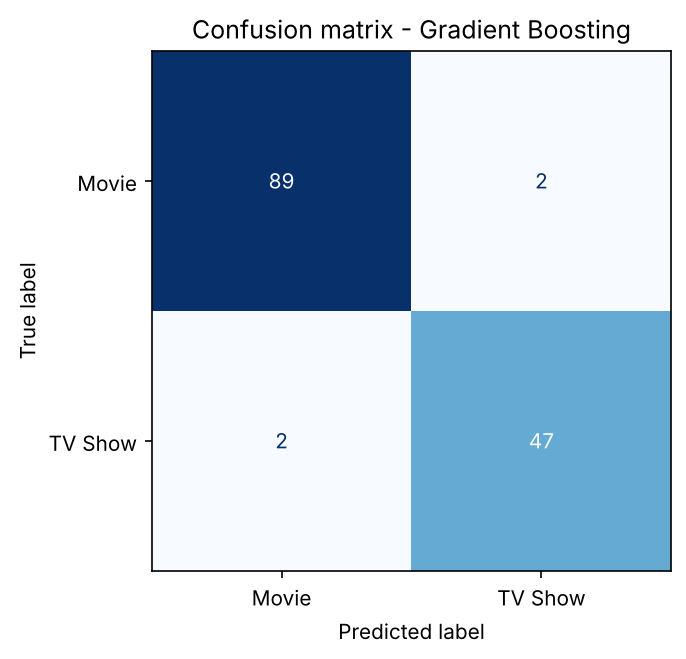 Confusion matrix - Gradient Boosting
True label
Movie
89
2
TV Show
2
47
Movie
TV Show
Predicted label